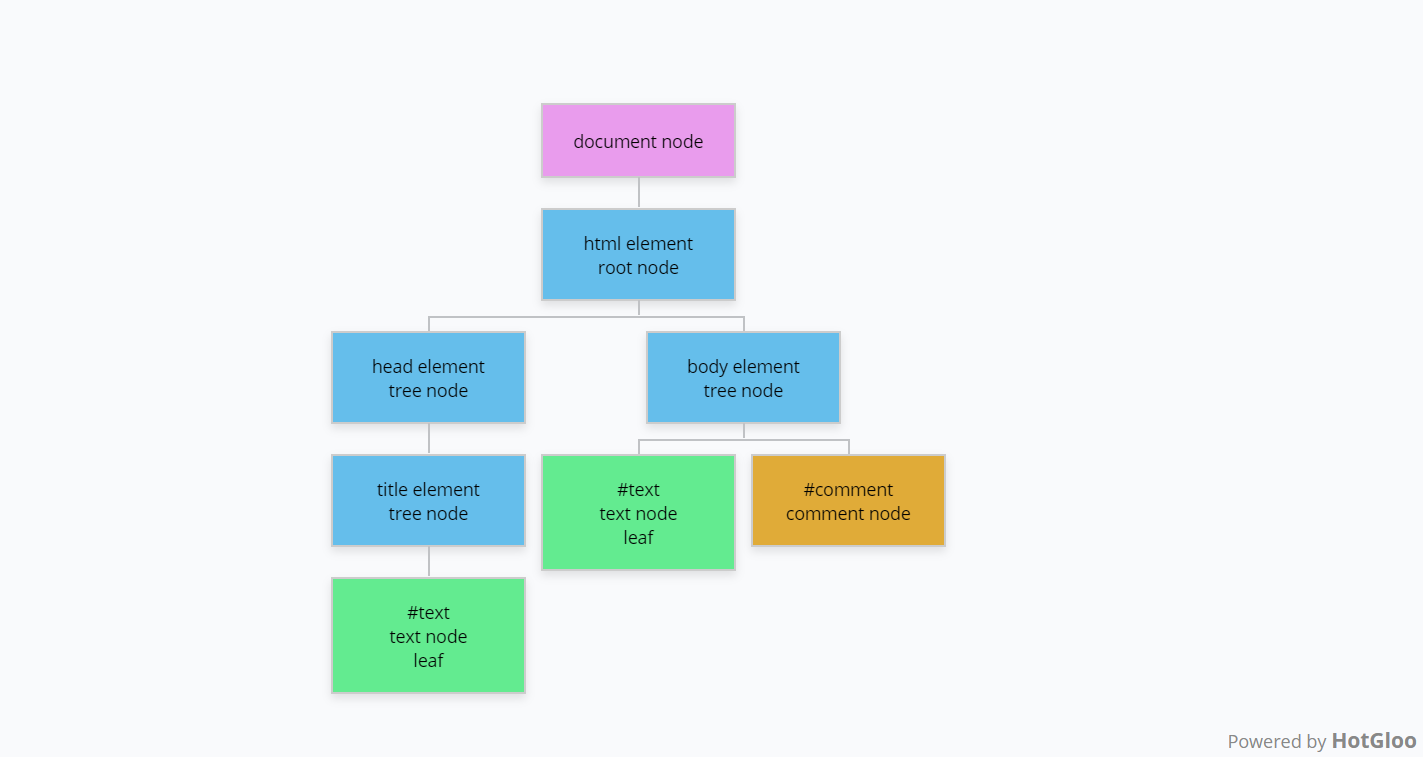 document node
html element
root node
head element
tree node
body element
tree node
title element
tree node
#text
text node
leaf
#comment
comment node
#text
text node
leaf
Powered by HotGloo